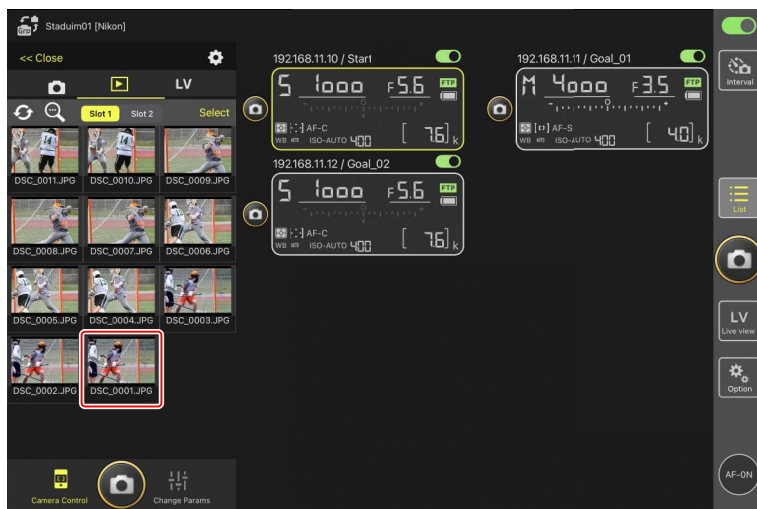 Grp
Staduim01 [Nikon]
<< Close
LV
Slot 1 Slot 2 Select
DSC_0011.JPG DSC_0010.JPG DSC_0009.JPG
DSC_0008.JPG DSC_0007.JPG DSC_0006.JPG
DSC_0005.JPG DSC_0004.JPG DSC_0003.JPG
DSC_0002.JPG DSC_0001.JPG
Camera Control Change Params
192.168.11.10 / Start
S 1000 F5.6 FTP
AF-C
WB ISO-AUTO 400 [ 7.6] k
192.168.11.11 / Goal_01
M 4000 F3.5 FTP
AF-S
WB ISO-AUTO 400 [ 4.0] k
192.168.11.12 / Goal_02
S 1000 F5.6 FTP
AF-C
WB ISO-AUTO 400 [ 7.6] k
Interval
List
LV
Live view
Option
AF-ON